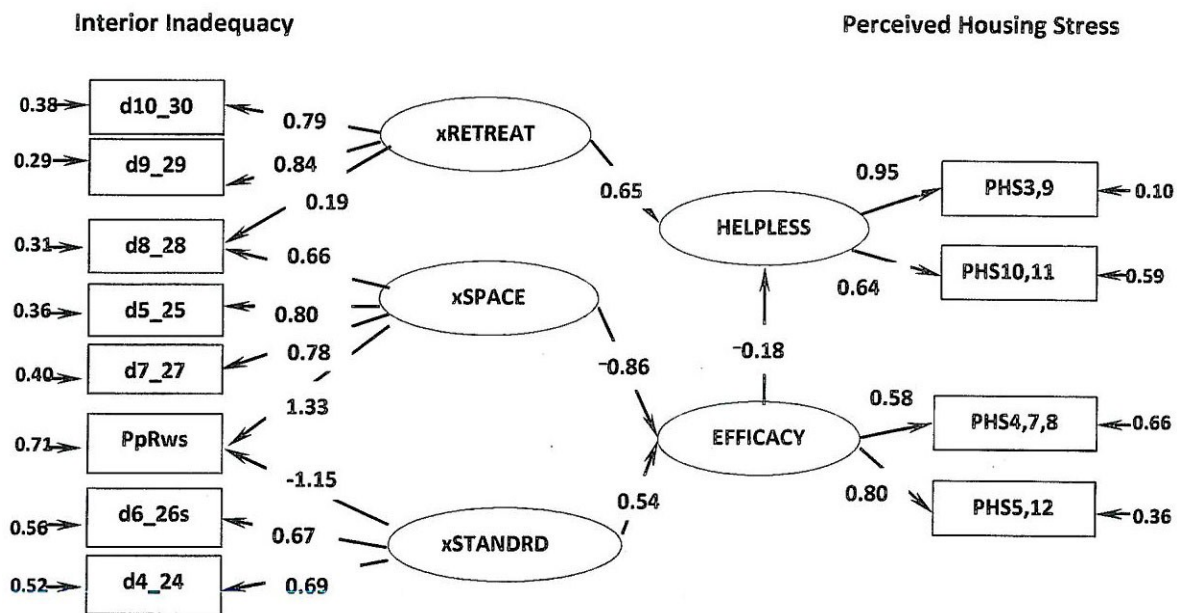 Interior Inadequacy
Perceived Housing Stress
0.38
d10_30
0.79
xRETREAT
0.29
d9_29
0.84
0.19
0.65
0.95
PHS3,9
0.10
HELPLESS
0.31
d8_28
0.66
0.64
PHS10,11
0.59
xSPACE
0.36
d5_25
0.80
0.40
d7_27
0.78
-0.86
-0.18
1.33
0.71
PpRws
EFFICACY
0.58
PHS4,7,8
0.66
-1.15
0.54
0.80
PHS5,12
0.36
0.56
d6_26s
0.67
xSTANDRD
0.52
d4_24
0.69